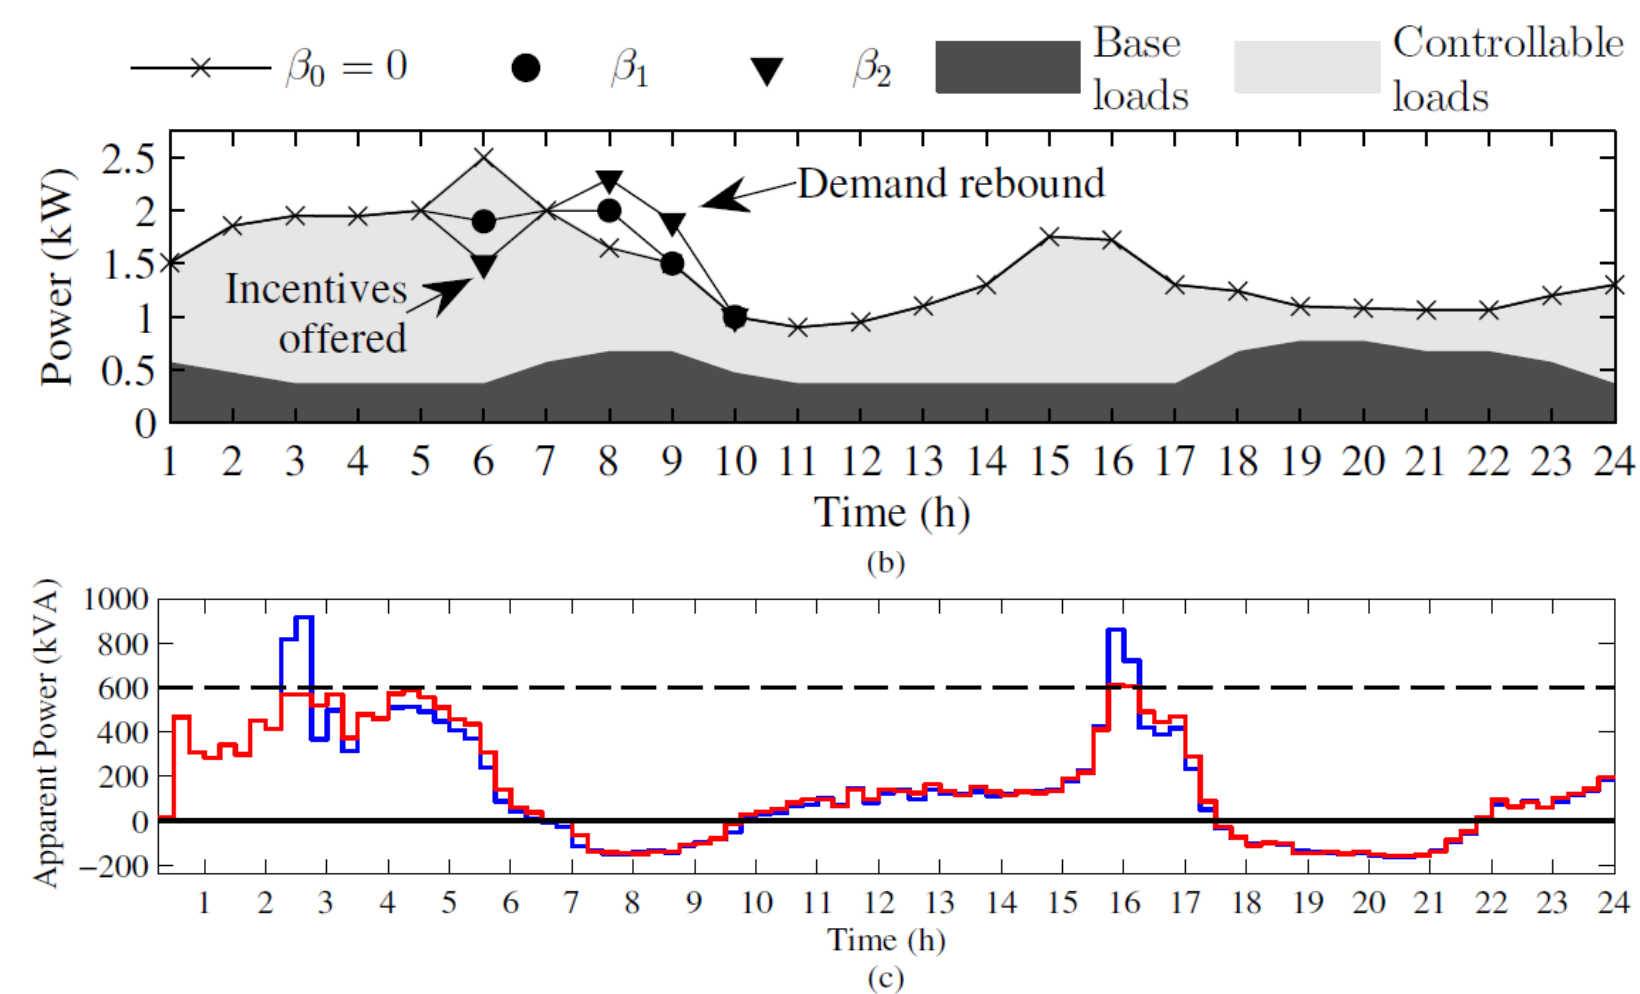 β₀ = 0 β₁ β₂ Base loads Controllable loads
2.5
2
1.5
1
0.5
0
Power (kW)
Demand rebound
Incentives
offered
1 2 3 4 5 6 7 8 9 10 11 12 13 14 15 16 17 18 19 20 21 22 23 24
Time (h)
(b)
1000
800
600
400
200
0
−200
Apparent Power (kVA)
1 2 3 4 5 6 7 8 9 10 11 12 13 14 15 16 17 18 19 20 21 22 23 24
Time (h)
(c)